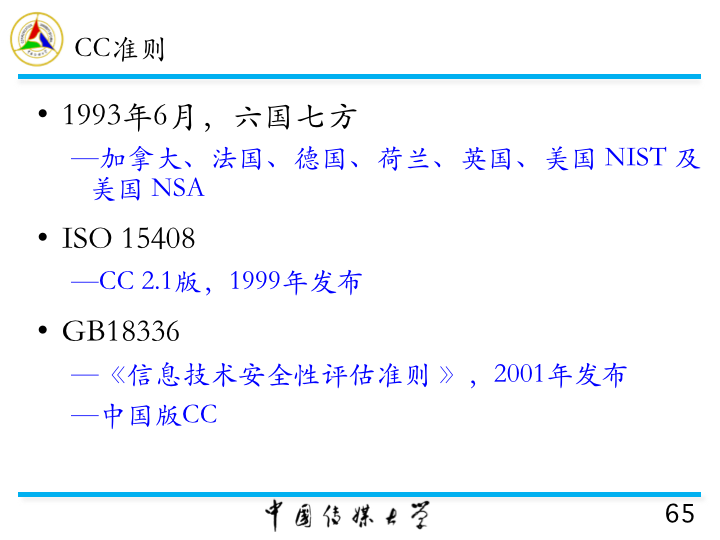 CC准则
• 1993年6月，六国七方
—加拿大、法国、德国、荷兰、英国、美国 NIST 及
美国 NSA
• ISO 15408
—CC 2.1版，1999年发布
• GB18336
—《信息技术安全性评估准则 》，2001年发布
—中国版CC
中国传媒大学
65